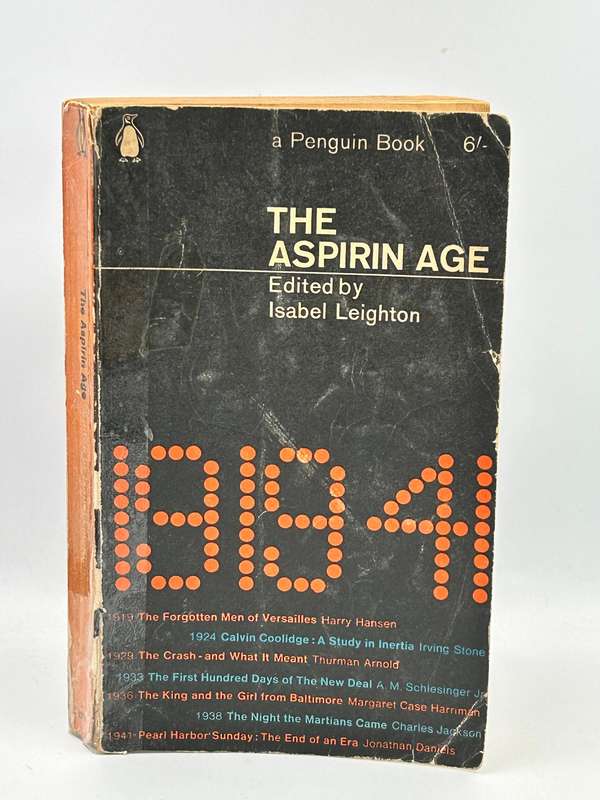 a Penguin Book 6/-
THE
ASPIRIN AGE
Edited by
Isabel Leighton
The Aspirin Age
1919-41
1919 The Forgotten Men of Versailles Harry Hansen
1924 Calvin Coolidge: A Study in Inertia Irving Stone
1929 The Crash-and What It Meant Thurman Arnold
1933 The First Hundred Days of The New Deal A. M. Schlesinger Jr
1936 The King and the Girl from Baltimore Margaret Case Harriman
1938 The Night the Martians Came Charles Jackson
1941 Pearl Harbor Sunday: The End of an Era Jonathan Daniels